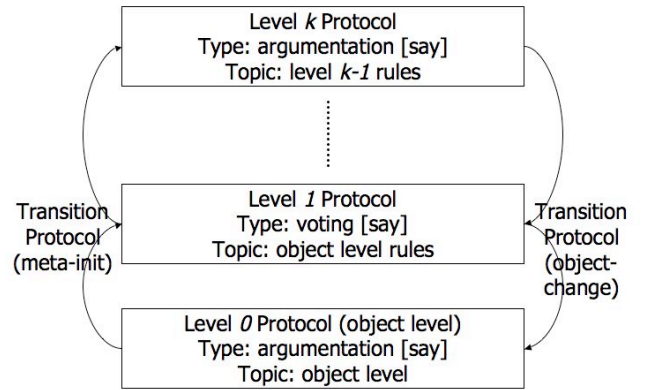 Level k Protocol
Type: argumentation [say]
Topic: level k-1 rules
Level 1 Protocol
Type: voting [say]
Topic: object level rules
Transition
Protocol
(meta-init)
Transition
Protocol
(object-
change)
Level 0 Protocol (object level)
Type: argumentation [say]
Topic: object level